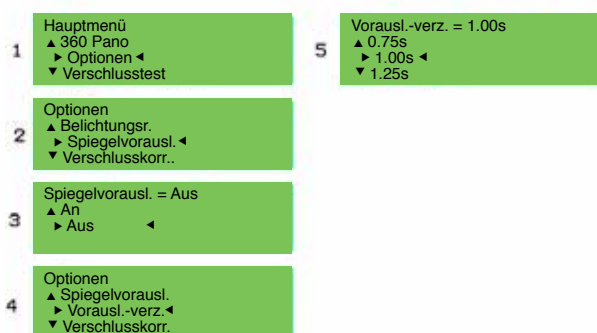 1
Hauptmenü
▲ 360 Pano
▶ Optionen ◀
▼ Verschlusstest
2
Optionen
▲ Belichtungsr.
▶ Spiegelvorausl. ◀
▼ Verschlusskorr..
3
Spiegelvorausl. = Aus
▲ An
▶ Aus ◀
4
Optionen
▲ Spiegelvorausl.
▶ Vorausl.-verz. ◀
▼ Verschlusskorr.
5
Vorausl.-verz. = 1.00s
▲ 0.75s
▶ 1.00s ◀
▼ 1.25s